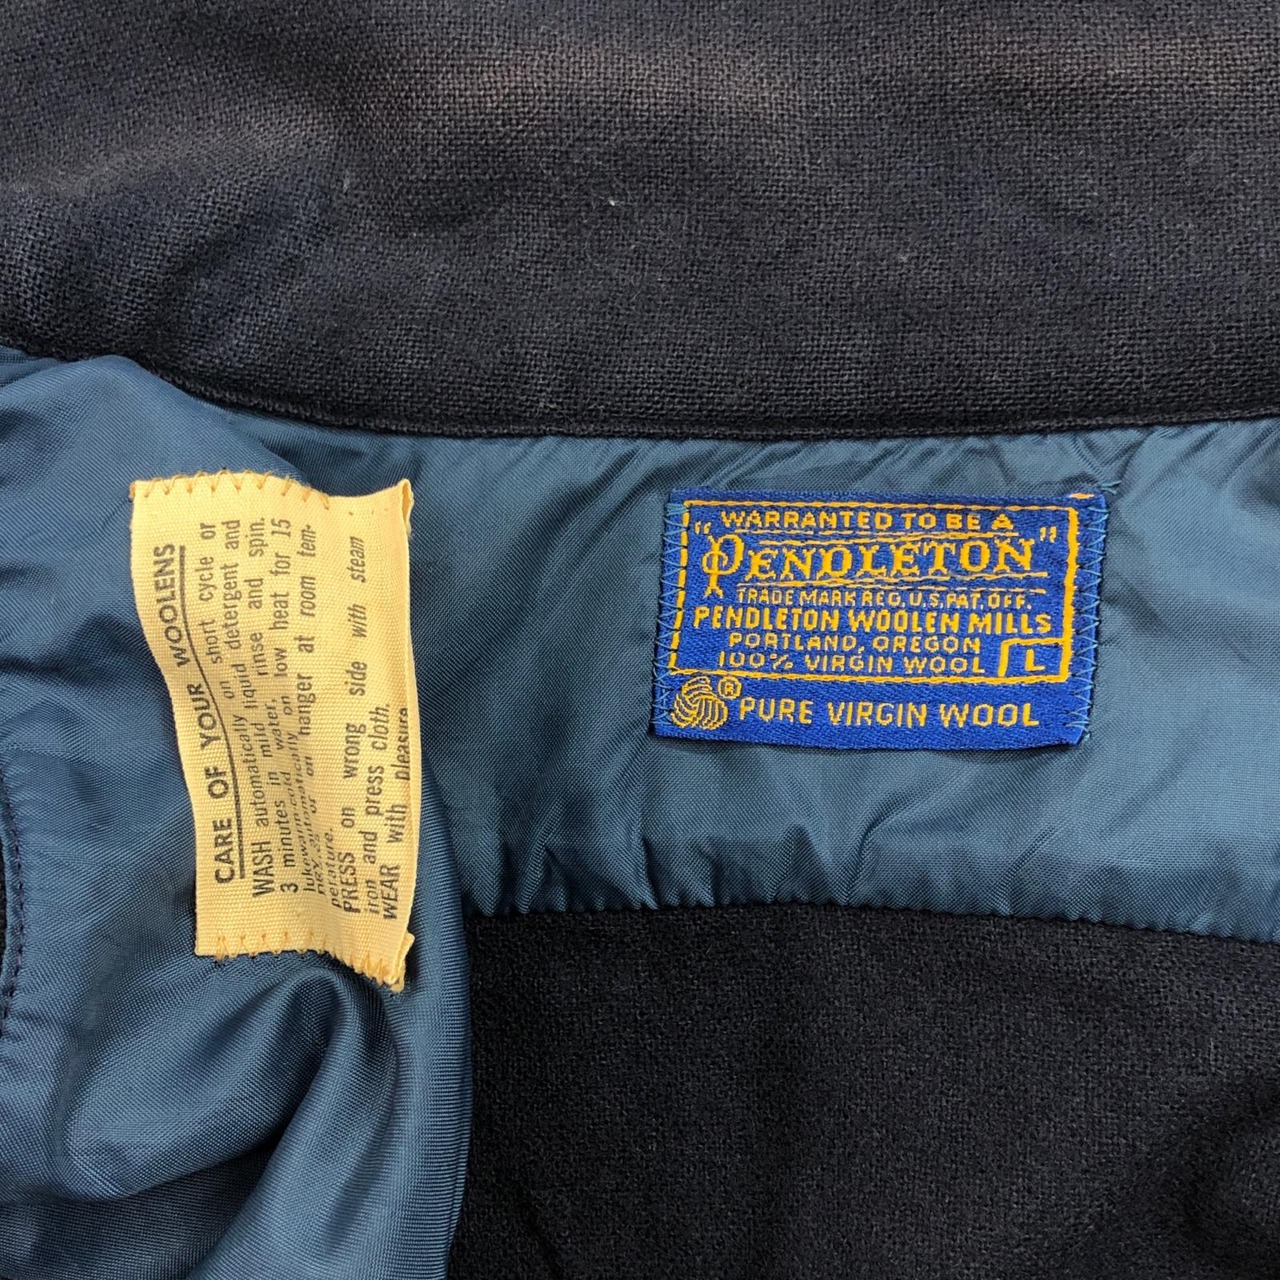 CARE OF YOUR WOOLENS
WASH automatically on short cycle or
3 minutes in mild liquid detergent and
lukewarm-cold water, rinse and spin.
automatically on low heat for 15
or on hanger at room tem-
perature.
PRESS on wrong side with steam
iron and press cloth.
WEAR with pleasure
WARRANTED TO BE A
"PENDLETON"
TRADE MARK REG. U.S. PAT. OFF.
PENDLETON WOOLEN MILLS
PORTLAND, OREGON
100% VIRGIN WOOL L
® PURE VIRGIN WOOL